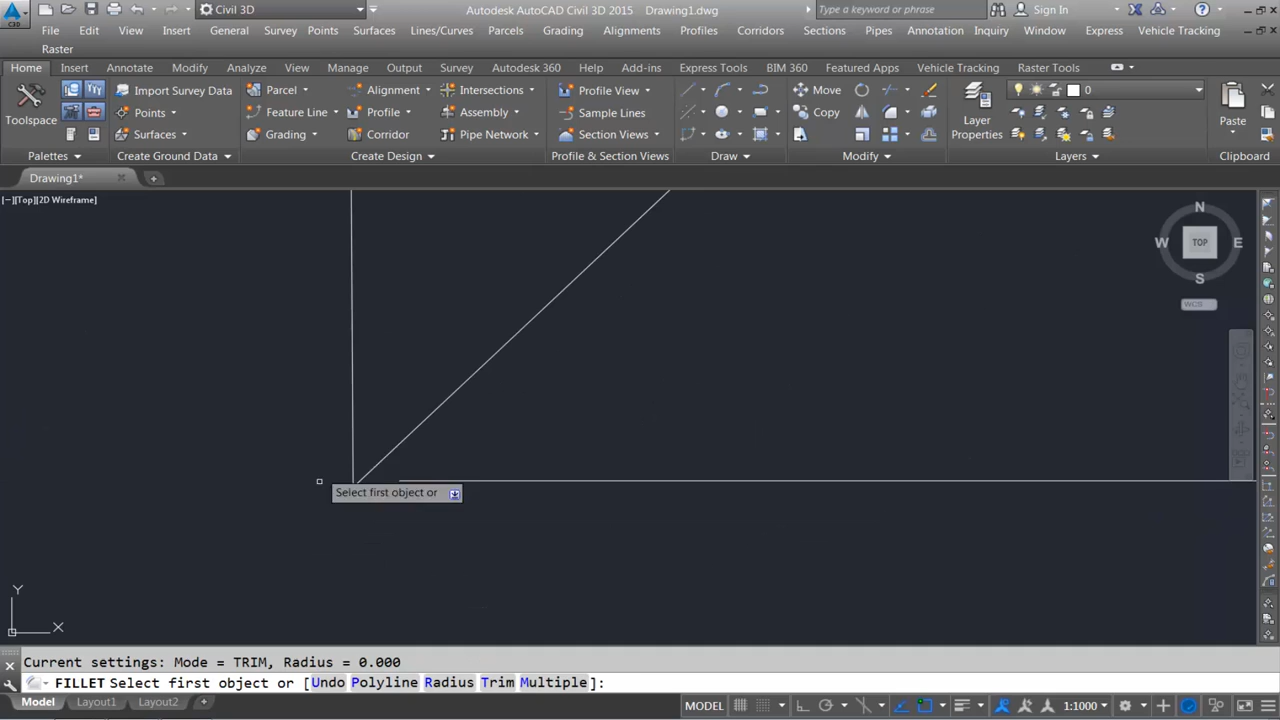 C3D Civil 3D Autodesk AutoCAD Civil 3D 2015 Drawing1.dwg Type a keyword or phrase Sign In
File Edit View Insert General Survey Points Surfaces Lines/Curves Parcels Grading Alignments Profiles Corridors Sections Pipes Annotation Inquiry Window Express Vehicle Tracking
Raster
Home Insert Annotate Modify Analyze View Manage Output Survey Autodesk 360 Help Add-ins Express Tools BIM 360 Featured Apps Vehicle Tracking Raster Tools
Import Survey Data Parcel Alignment Intersections Profile View Move 0
Toolspace Points Feature Line Profile Assembly Sample Lines Copy Layer Properties Paste
Surfaces Grading Corridor Pipe Network Section Views
Palettes Create Ground Data Create Design Profile & Section Views Draw Modify Layers Clipboard
Drawing1*
[−][Top][2D Wireframe]
N
W TOP E
S
WCS
Select first object or
Y
X
Current settings: Mode = TRIM, Radius = 0.000
FILLET Select first object or [Undo Polyline Radius Trim Multiple]:
Model Layout1 Layout2 + MODEL 1:1000